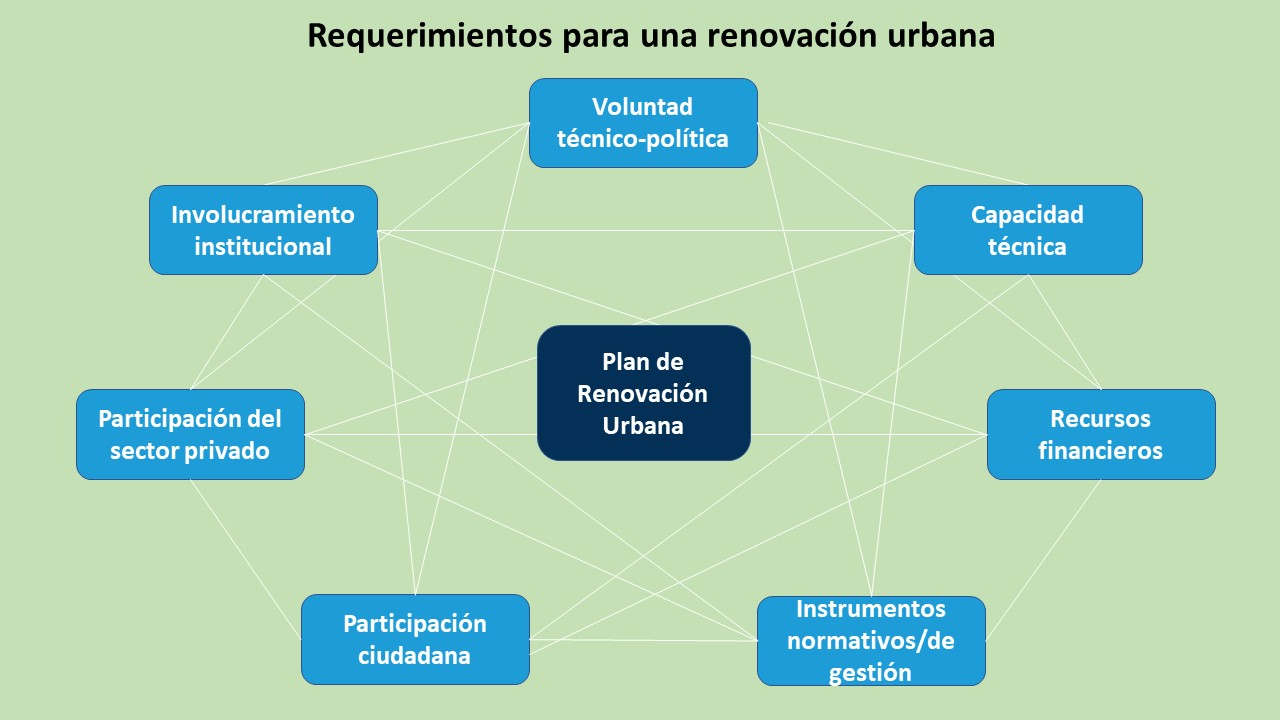 Requerimientos para una renovación urbana
Voluntad
técnico-política
Involucramiento
institucional
Capacidad
técnica
Plan de
Renovación
Urbana
Participación del
sector privado
Recursos
financieros
Participación
ciudadana
Instrumentos
normativos/de
gestión